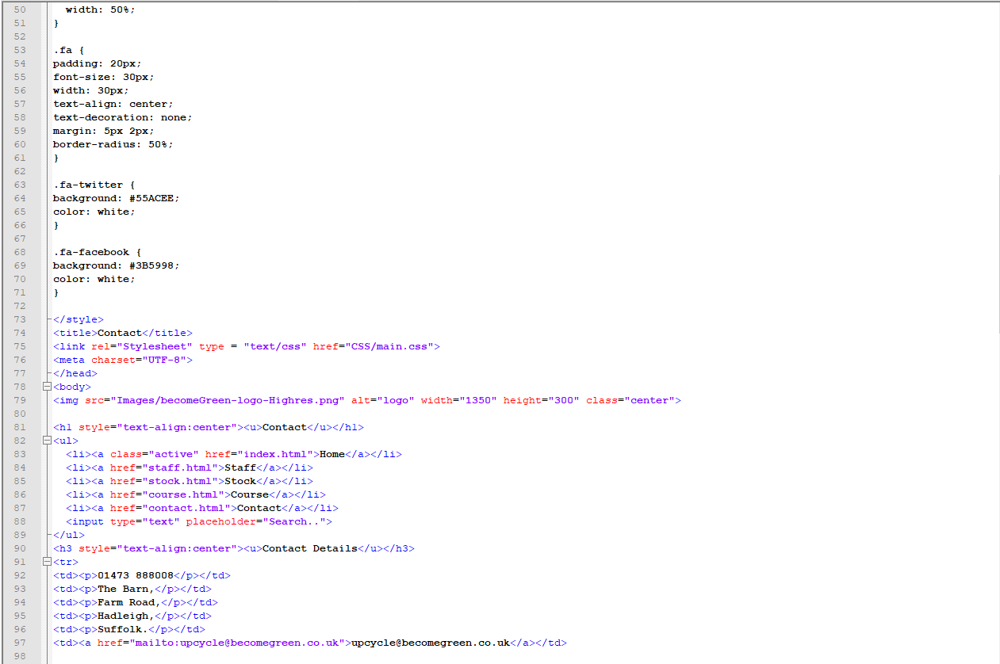 50 width: 50%;
51 }
52
53 .fa {
54 padding: 20px;
55 font-size: 30px;
56 width: 30px;
57 text-align: center;
58 text-decoration: none;
59 margin: 5px 2px;
60 border-radius: 50%;
61 }
62
63 .fa-twitter {
64 background: #55ACEE;
65 color: white;
66 }
67
68 .fa-facebook {
69 background: #3B5998;
70 color: white;
71 }
72
73 </style>
74 <title>Contact</title>
75 <link rel="Stylesheet" type = "text/css" href="CSS/main.css">
76 <meta charset="UTF-8">
77 </head>
78 <body>
79 <img src="Images/becomeGreen-logo-Highres.png" alt="logo" width="1350" height="300" class="center">
80
81 <h1 style="text-align:center"><u>Contact</u></h1>
82 <ul>
83 <li><a class="active" href="index.html">Home</a></li>
84 <li><a href="staff.html">Staff</a></li>
85 <li><a href="stock.html">Stock</a></li>
86 <li><a href="course.html">Course</a></li>
87 <li><a href="contact.html">Contact</a></li>
88 <input type="text" placeholder="Search..">
89 </ul>
90 <h3 style="text-align:center"><u>Contact Details</u></h3>
91 <tr>
92 <td><p>01473 888008</p></td>
93 <td><p>The Barn,</p></td>
94 <td><p>Farm Road,</p></td>
95 <td><p>Hadleigh,</p></td>
96 <td><p>Suffolk.</p></td>
97 <td><a href="mailto:upcycle@becomegreen.co.uk">upcycle@becomegreen.co.uk</a></td>
98